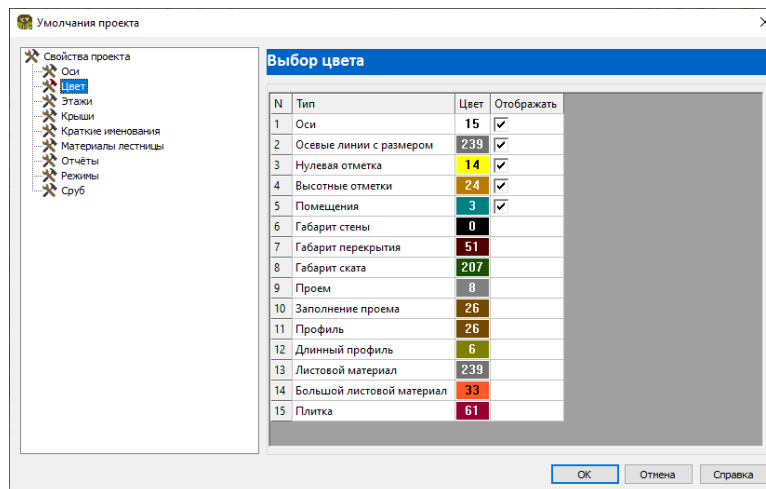 Умолчания проекта
Свойства проекта
Оси
Цвет
Этажи
Крыши
Краткие именования
Материалы лестницы
Отчёты
Режимы
Сруб
Выбор цвета
N Тип Цвет Отображать
1 Оси 15
2 Осевые линии с размером 239
3 Нулевая отметка 14
4 Высотные отметки 24
5 Помещения 3
6 Габарит стены 0
7 Габарит перекрытия 51
8 Габарит ската 207
9 Проем 8
10 Заполнение проема 26
11 Профиль 26
12 Длинный профиль 6
13 Листовой материал 239
14 Большой листовой материал 33
15 Плитка 61
OK Отмена Справка